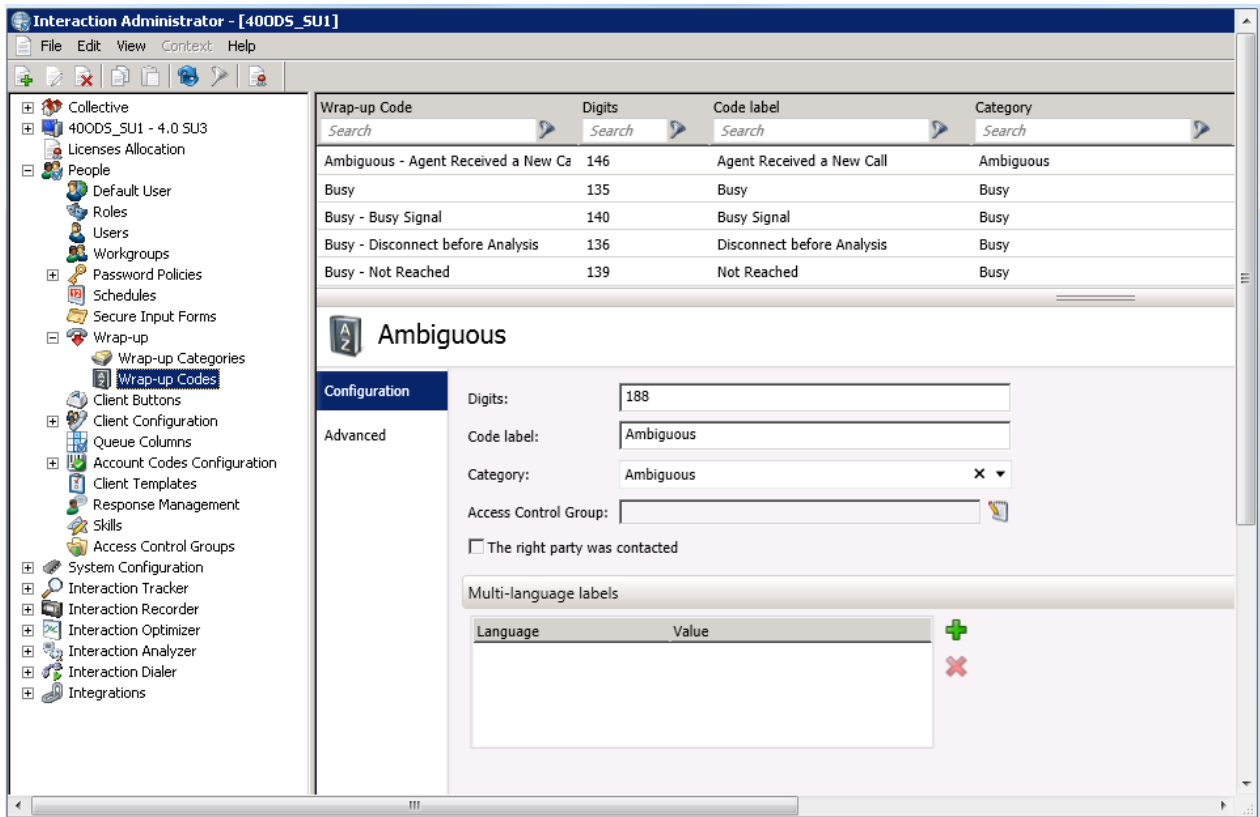 Interaction Administrator - [400DS_SU1]
File Edit View Context Help
Collective
400DS_SU1 - 4.0 SU3
Licenses Allocation
People
Default User
Roles
Users
Workgroups
Password Policies
Schedules
Secure Input Forms
Wrap-up
Wrap-up Categories
Wrap-up Codes
Client Buttons
Client Configuration
Queue Columns
Account Codes Configuration
Client Templates
Response Management
Skills
Access Control Groups
System Configuration
Interaction Tracker
Interaction Recorder
Interaction Optimizer
Interaction Analyzer
Interaction Dialer
Integrations
Wrap-up Code Digits Code label Category
Search Search Search Search
Ambiguous - Agent Received a New Ca 146 Agent Received a New Call Ambiguous
Busy 135 Busy Busy
Busy - Busy Signal 140 Busy Signal Busy
Busy - Disconnect before Analysis 136 Disconnect before Analysis Busy
Busy - Not Reached 139 Not Reached Busy
A Z Ambiguous
Configuration
Advanced
Digits: 188
Code label: Ambiguous
Category: Ambiguous
Access Control Group:
The right party was contacted
Multi-language labels
Language Value